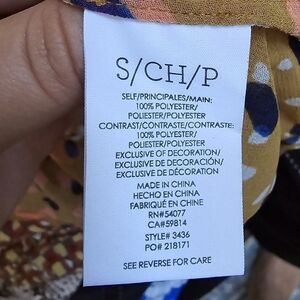 S/CH/P
SELF/PRINCIPALES/MAIN:
100% POLYESTER/
POLIESTER/POLYESTER
CONTRAST/CONTRASTE/CONTRASTE:
100% POLYESTER/
POLIESTER/POLYESTER
EXCLUSIVE OF DECORATION/
EXCLUSIVE DE DECORACIÓN/
EXCLUSIVE DE DÉCORATION
MADE IN CHINA
HECHO EN CHINA
FABRIQUÉ EN CHINE
RN#54077
CA#59814
STYLE# 3436
PO# 218171
SEE REVERSE FOR CARE